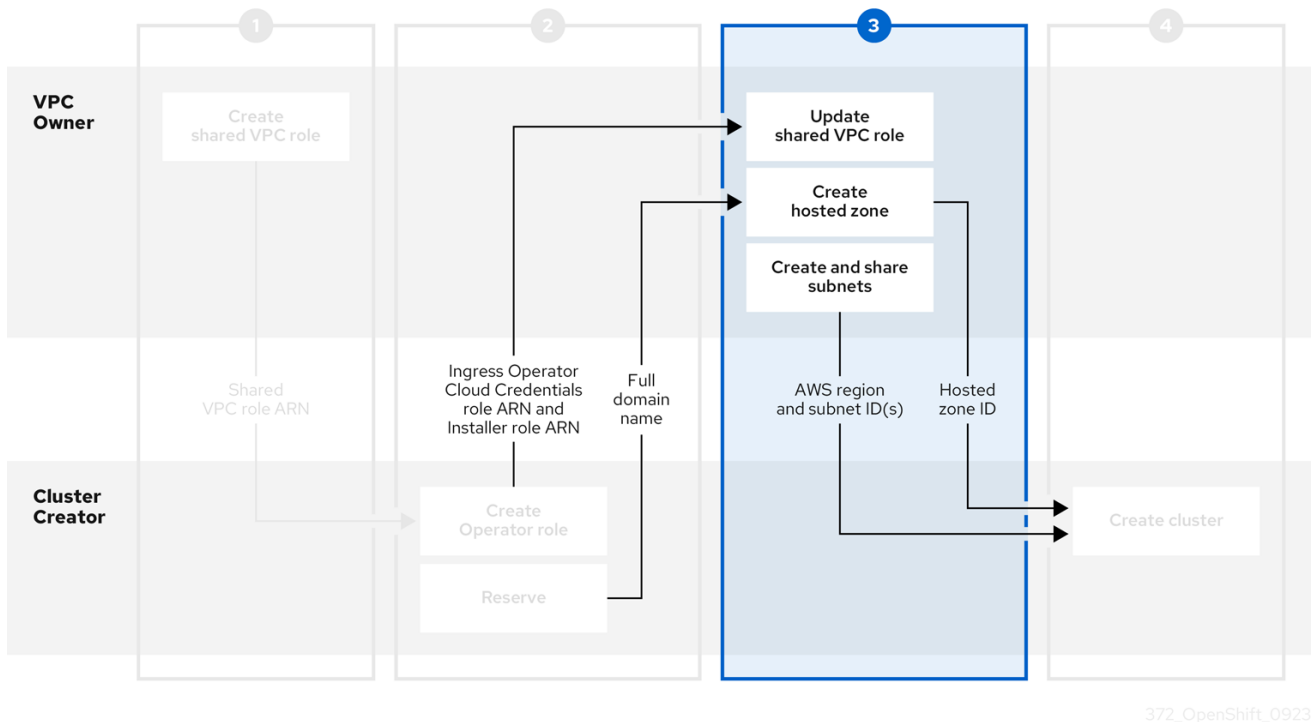 1
2
3
4
VPC
Owner
Create
shared VPC role
Update
shared VPC role
Create
hosted zone
Create and share
subnets
Shared
VPC role ARN
Ingress Operator
Cloud Credentials
role ARN and
Installer role ARN
Full
domain
name
AWS region
and subnet ID(s)
Hosted
zone ID
Cluster
Creator
Create
Operator role
Reserve
Create cluster
372_OpenShift_0923